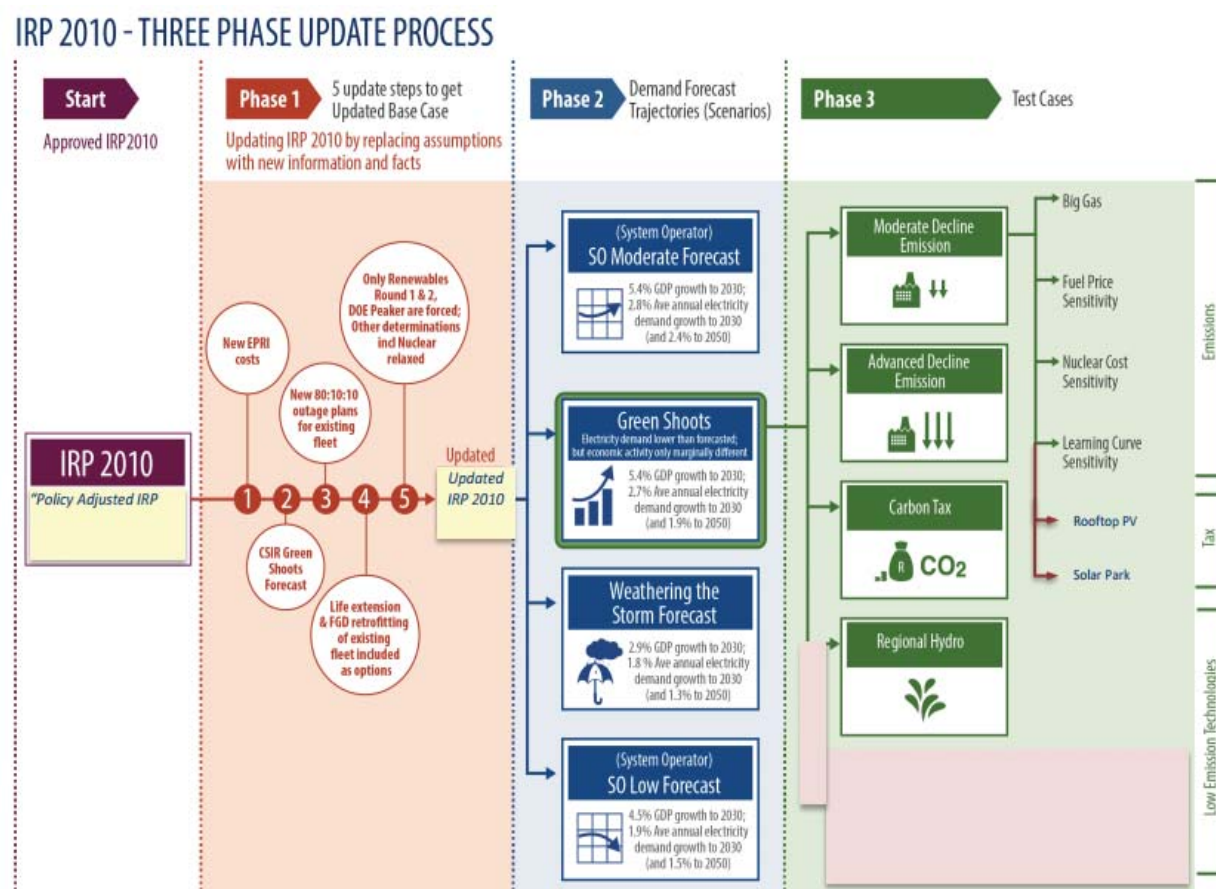 IRP 2010 - THREE PHASE UPDATE PROCESS
Start
Approved IRP2010
Phase 1
5 update steps to get
Updated Base Case
Updating IRP 2010 by replacing assumptions
with new information and facts
Phase 2
Demand Forecast
Trajectories (Scenarios)
Phase 3
Test Cases
IRP 2010
"Policy Adjusted IRP
New EPRI
costs
New 80:10:10
outage plans
for existing
fleet
Only Renewables
Round 1 & 2,
DOE Peaker are forced;
Other determinations
incl Nuclear
relaxed
1
2
3
4
5
CSIR Green
Shoots
Forecast
Life extension
& FGD retrofitting
of existing
fleet included
as options
Updated
Updated
IRP 2010
(System Operator)
SO Moderate Forecast
5.4% GDP growth to 2030;
2.8% Ave annual electricity
demand growth to 2030
(and 2.4% to 2050)
Green Shoots
Electricity demand lower than forecasted;
but economic activity only marginally different
5.4% GDP growth to 2030;
2.7% Ave annual electricity
demand growth to 2030
(and 1.9% to 2050)
Weathering the
Storm Forecast
2.9% GDP growth to 2030;
1.8 % Ave annual electricity
demand growth to 2030
(and 1.3% to 2050)
(System Operator)
SO Low Forecast
4.5% GDP growth to 2030;
1.9% Ave annual electricity
demand growth to 2030
(and 1.5% to 2050)
Moderate Decline
Emission
Advanced Decline
Emission
Carbon Tax
R
CO2
Regional Hydro
Big Gas
Fuel Price
Sensitivity
Nuclear Cost
Sensitivity
Learning Curve
Sensitivity
Rooftop PV
Solar Park
Emissions
Tax
Low Emission Technologies